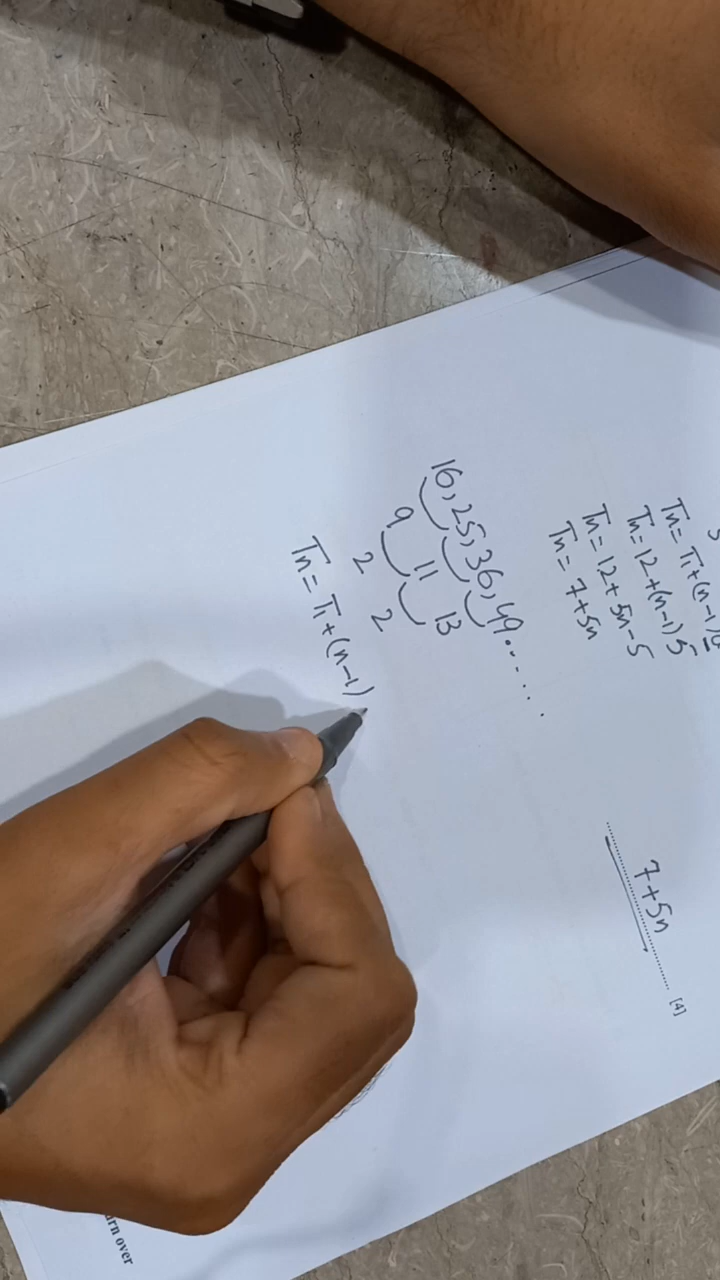 Tn = T1 + (n-1)d
Tn = 12 + (n-1) 5
Tn = 12 + 5n - 5
Tn = 7 + 5n
7 + 5n
[4]
16, 25, 36, 49 . . . . . .
9 11 13
2 2
Tn = T1 + (n-1)
rn over